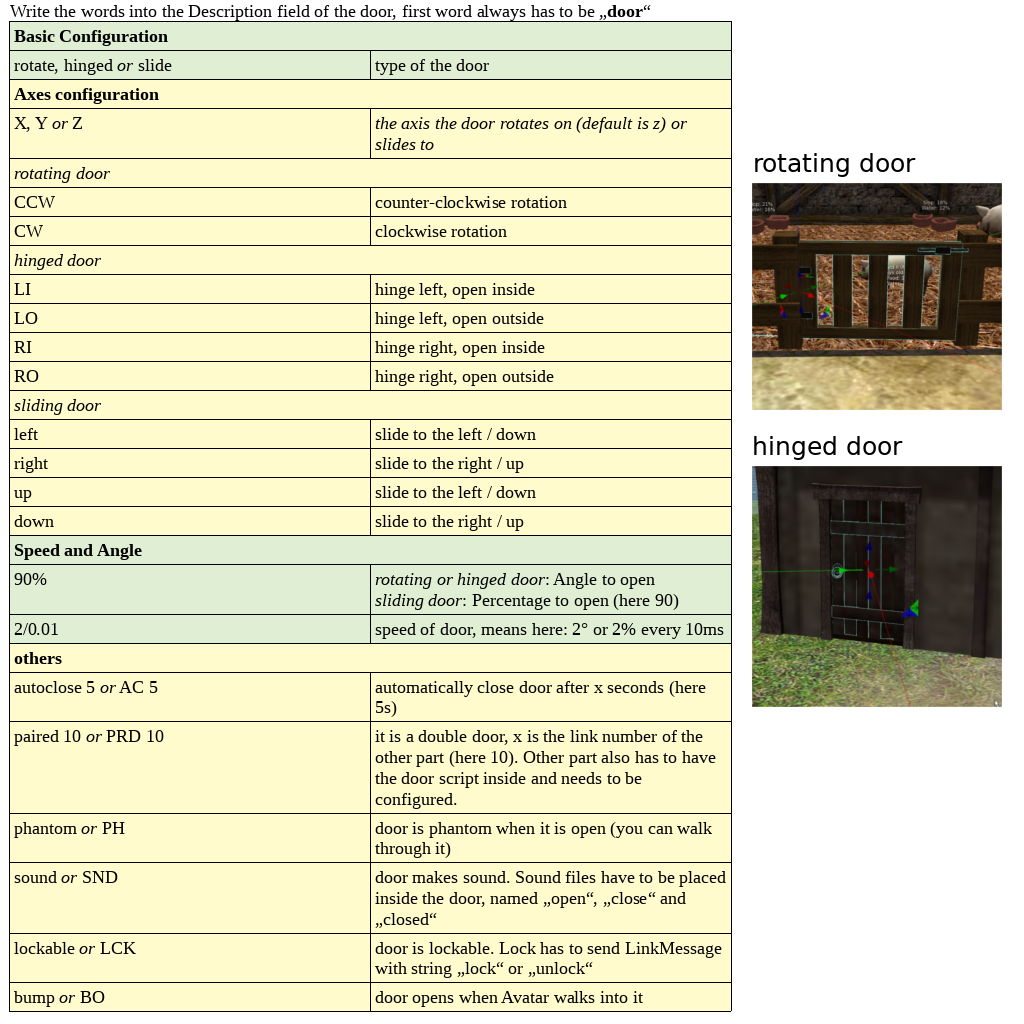 Write the words into the Description field of the door, first word always has to be „door“
Basic Configuration
rotate, hinged or slide
type of the door
Axes configuration
X, Y or Z
the axis the door rotates on (default is z) or
slides to
rotating door
CCW
counter-clockwise rotation
CW
clockwise rotation
hinged door
LI
hinge left, open inside
LO
hinge left, open outside
RI
hinge right, open inside
RO
hinge right, open outside
sliding door
left
slide to the left / down
right
slide to the right / up
up
slide to the left / down
down
slide to the right / up
Speed and Angle
90%
rotating or hinged door: Angle to open
sliding door: Percentage to open (here 90)
2/0.01
speed of door, means here: 2° or 2% every 10ms
others
autoclose 5 or AC 5
automatically close door after x seconds (here
5s)
paired 10 or PRD 10
it is a double door, x is the link number of the
other part (here 10). Other part also has to have
the door script inside and needs to be
configured.
phantom or PH
door is phantom when it is open (you can walk
through it)
sound or SND
door makes sound. Sound files have to be placed
inside the door, named „open“, „close“ and
„closed“
lockable or LCK
door is lockable. Lock has to send LinkMessage
with string „lock“ or „unlock“
bump or BO
door opens when Avatar walks into it
rotating door
hinged door